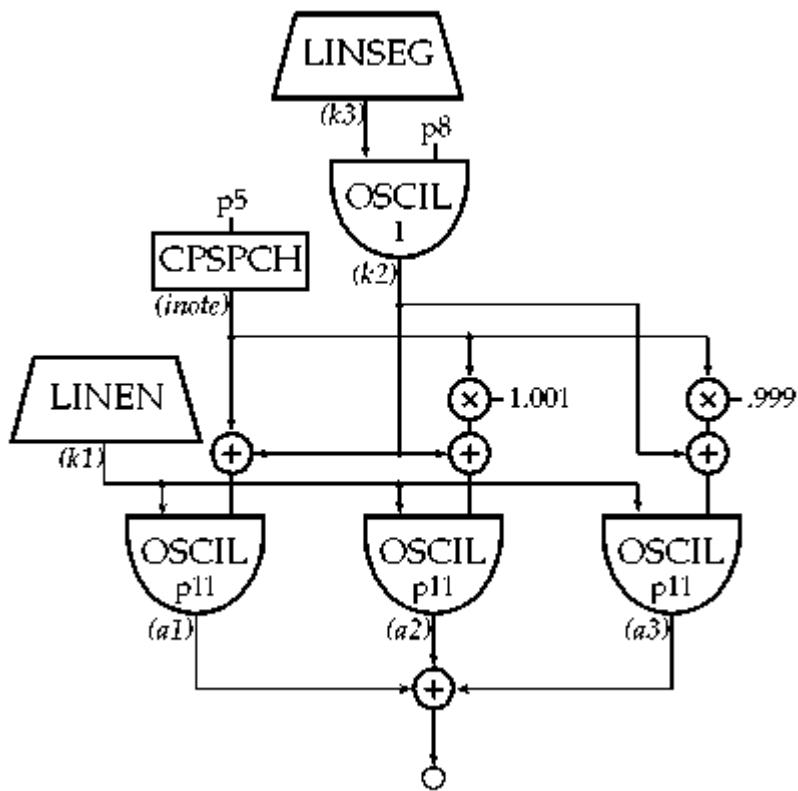 LINSEG
(k3)
p8
OSCIL
1
p5
CPSPCH
(k2)
(inote)
LINEN
× 1.001
× .999
(k1)
+ + +
OSCIL OSCIL OSCIL
p11 p11 p11
(a1) (a2) (a3)
+